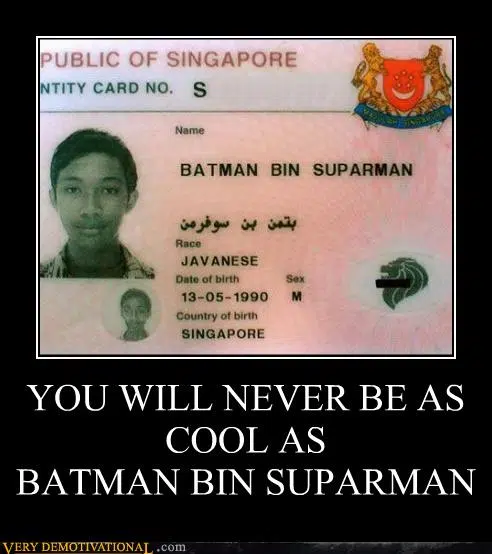 PUBLIC OF SINGAPORE
NTITY CARD NO. S
Name
BATMAN BIN SUPARMAN
بتمن بن سوفرمن
Race
JAVANESE
Date of birth Sex
13-05-1990 M
Country of birth
SINGAPORE
YOU WILL NEVER BE AS
COOL AS
BATMAN BIN SUPARMAN
VERY DEMOTIVATIONAL .com